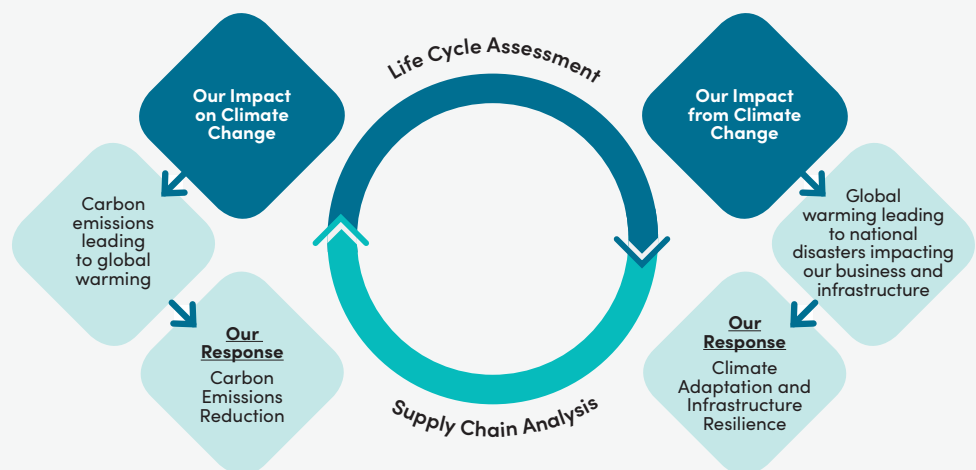 Life Cycle Assessment
Our Impact
on Climate
Change
Carbon
emissions
leading
to global
warming
Our
Response
Carbon
Emissions
Reduction
Our Impact
from Climate
Change
Global
warming leading
to national
disasters impacting
our business and
infrastructure
Our
Response
Climate
Adaptation and
Infrastructure
Resilience
Supply Chain Analysis